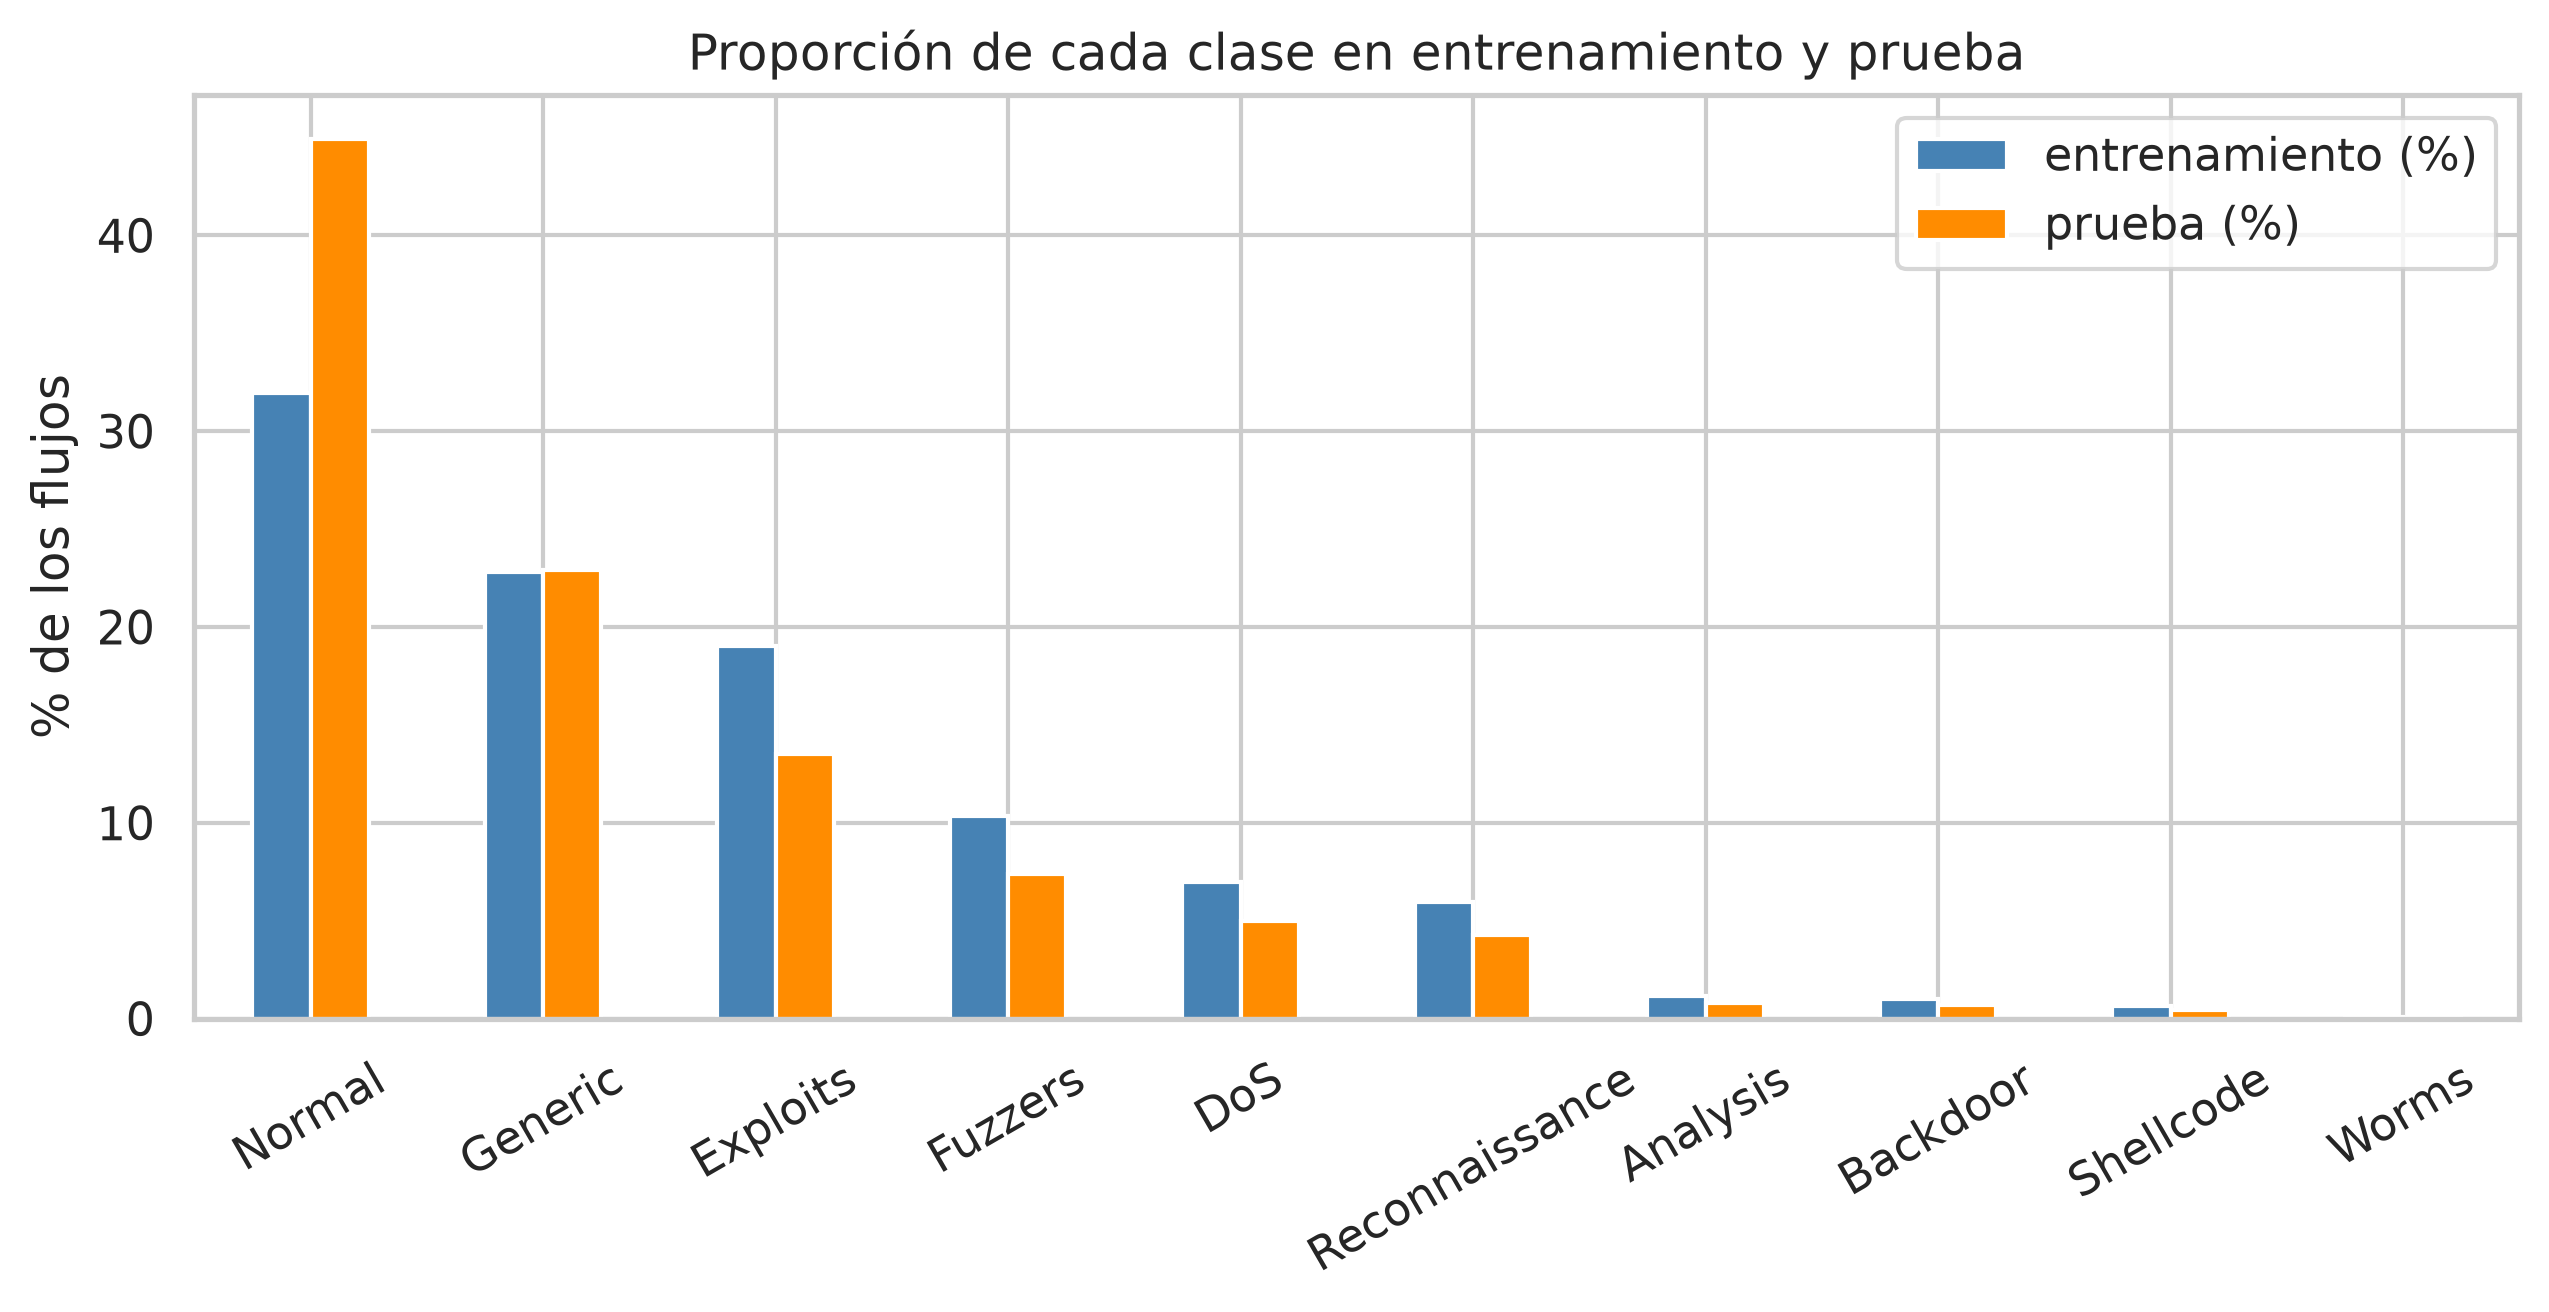 Proporción de cada clase en entrenamiento y prueba
entrenamiento (%)
prueba (%)
% de los flujos
40
30
20
10
0
Normal
Generic
Exploits
Fuzzers
DoS
Reconnaissance
Analysis
Backdoor
Shellcode
Worms